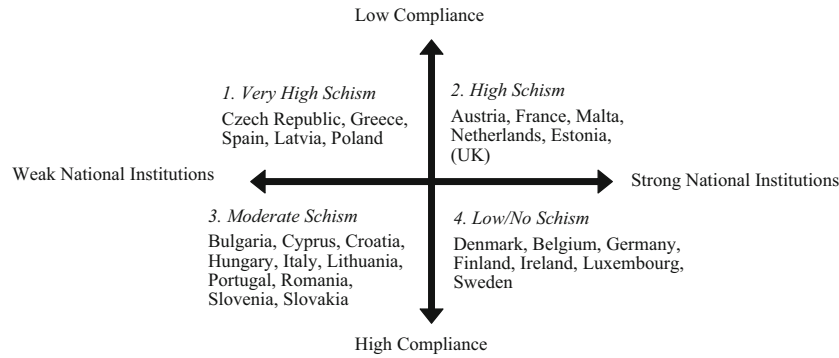 Low Compliance
1. Very High Schism
Czech Republic, Greece,
Spain, Latvia, Poland
2. High Schism
Austria, France, Malta,
Netherlands, Estonia,
(UK)
Weak National Institutions
Strong National Institutions
3. Moderate Schism
Bulgaria, Cyprus, Croatia,
Hungary, Italy, Lithuania,
Portugal, Romania,
Slovenia, Slovakia
4. Low/No Schism
Denmark, Belgium, Germany,
Finland, Ireland, Luxembourg,
Sweden
High Compliance